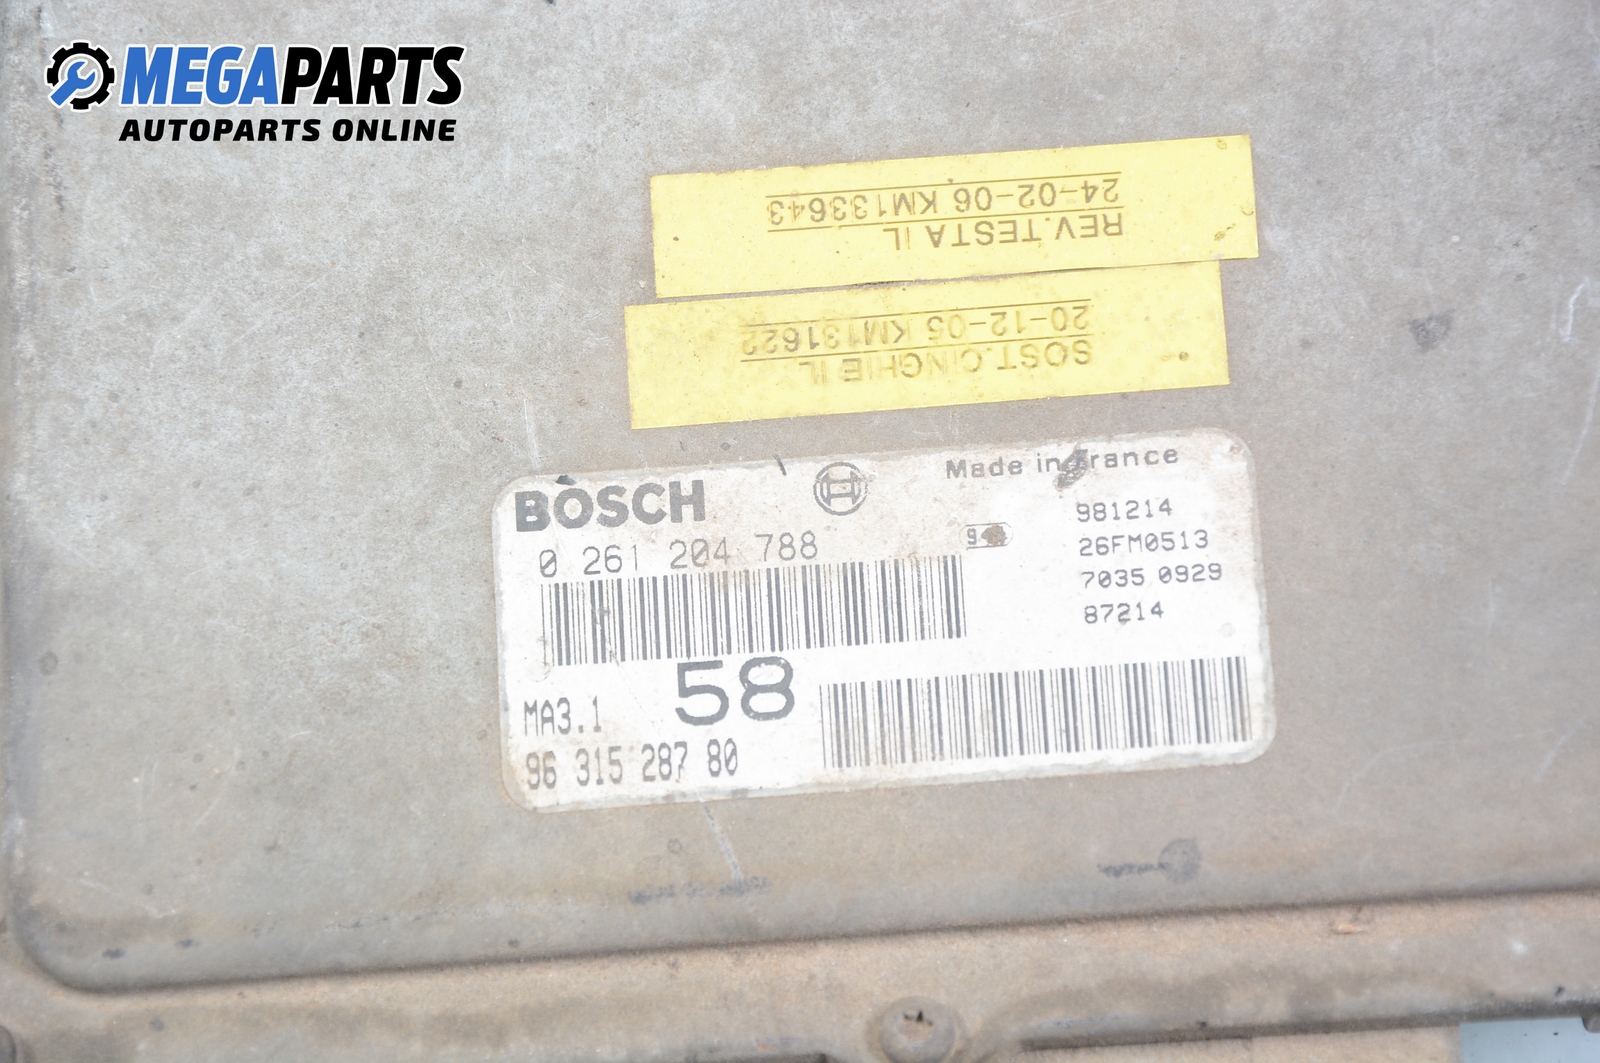 MEGAPARTS
AUTOPARTS ONLINE
REV.TESTA IL
24-02-06 KM133643
SOST.CINGHIE IL
20-12-05 KM131622
BOSCH
Made in France
0 261 204 788
981214
26FM0513
7035 0929
87214
58
MA3.1
96 315 287 80